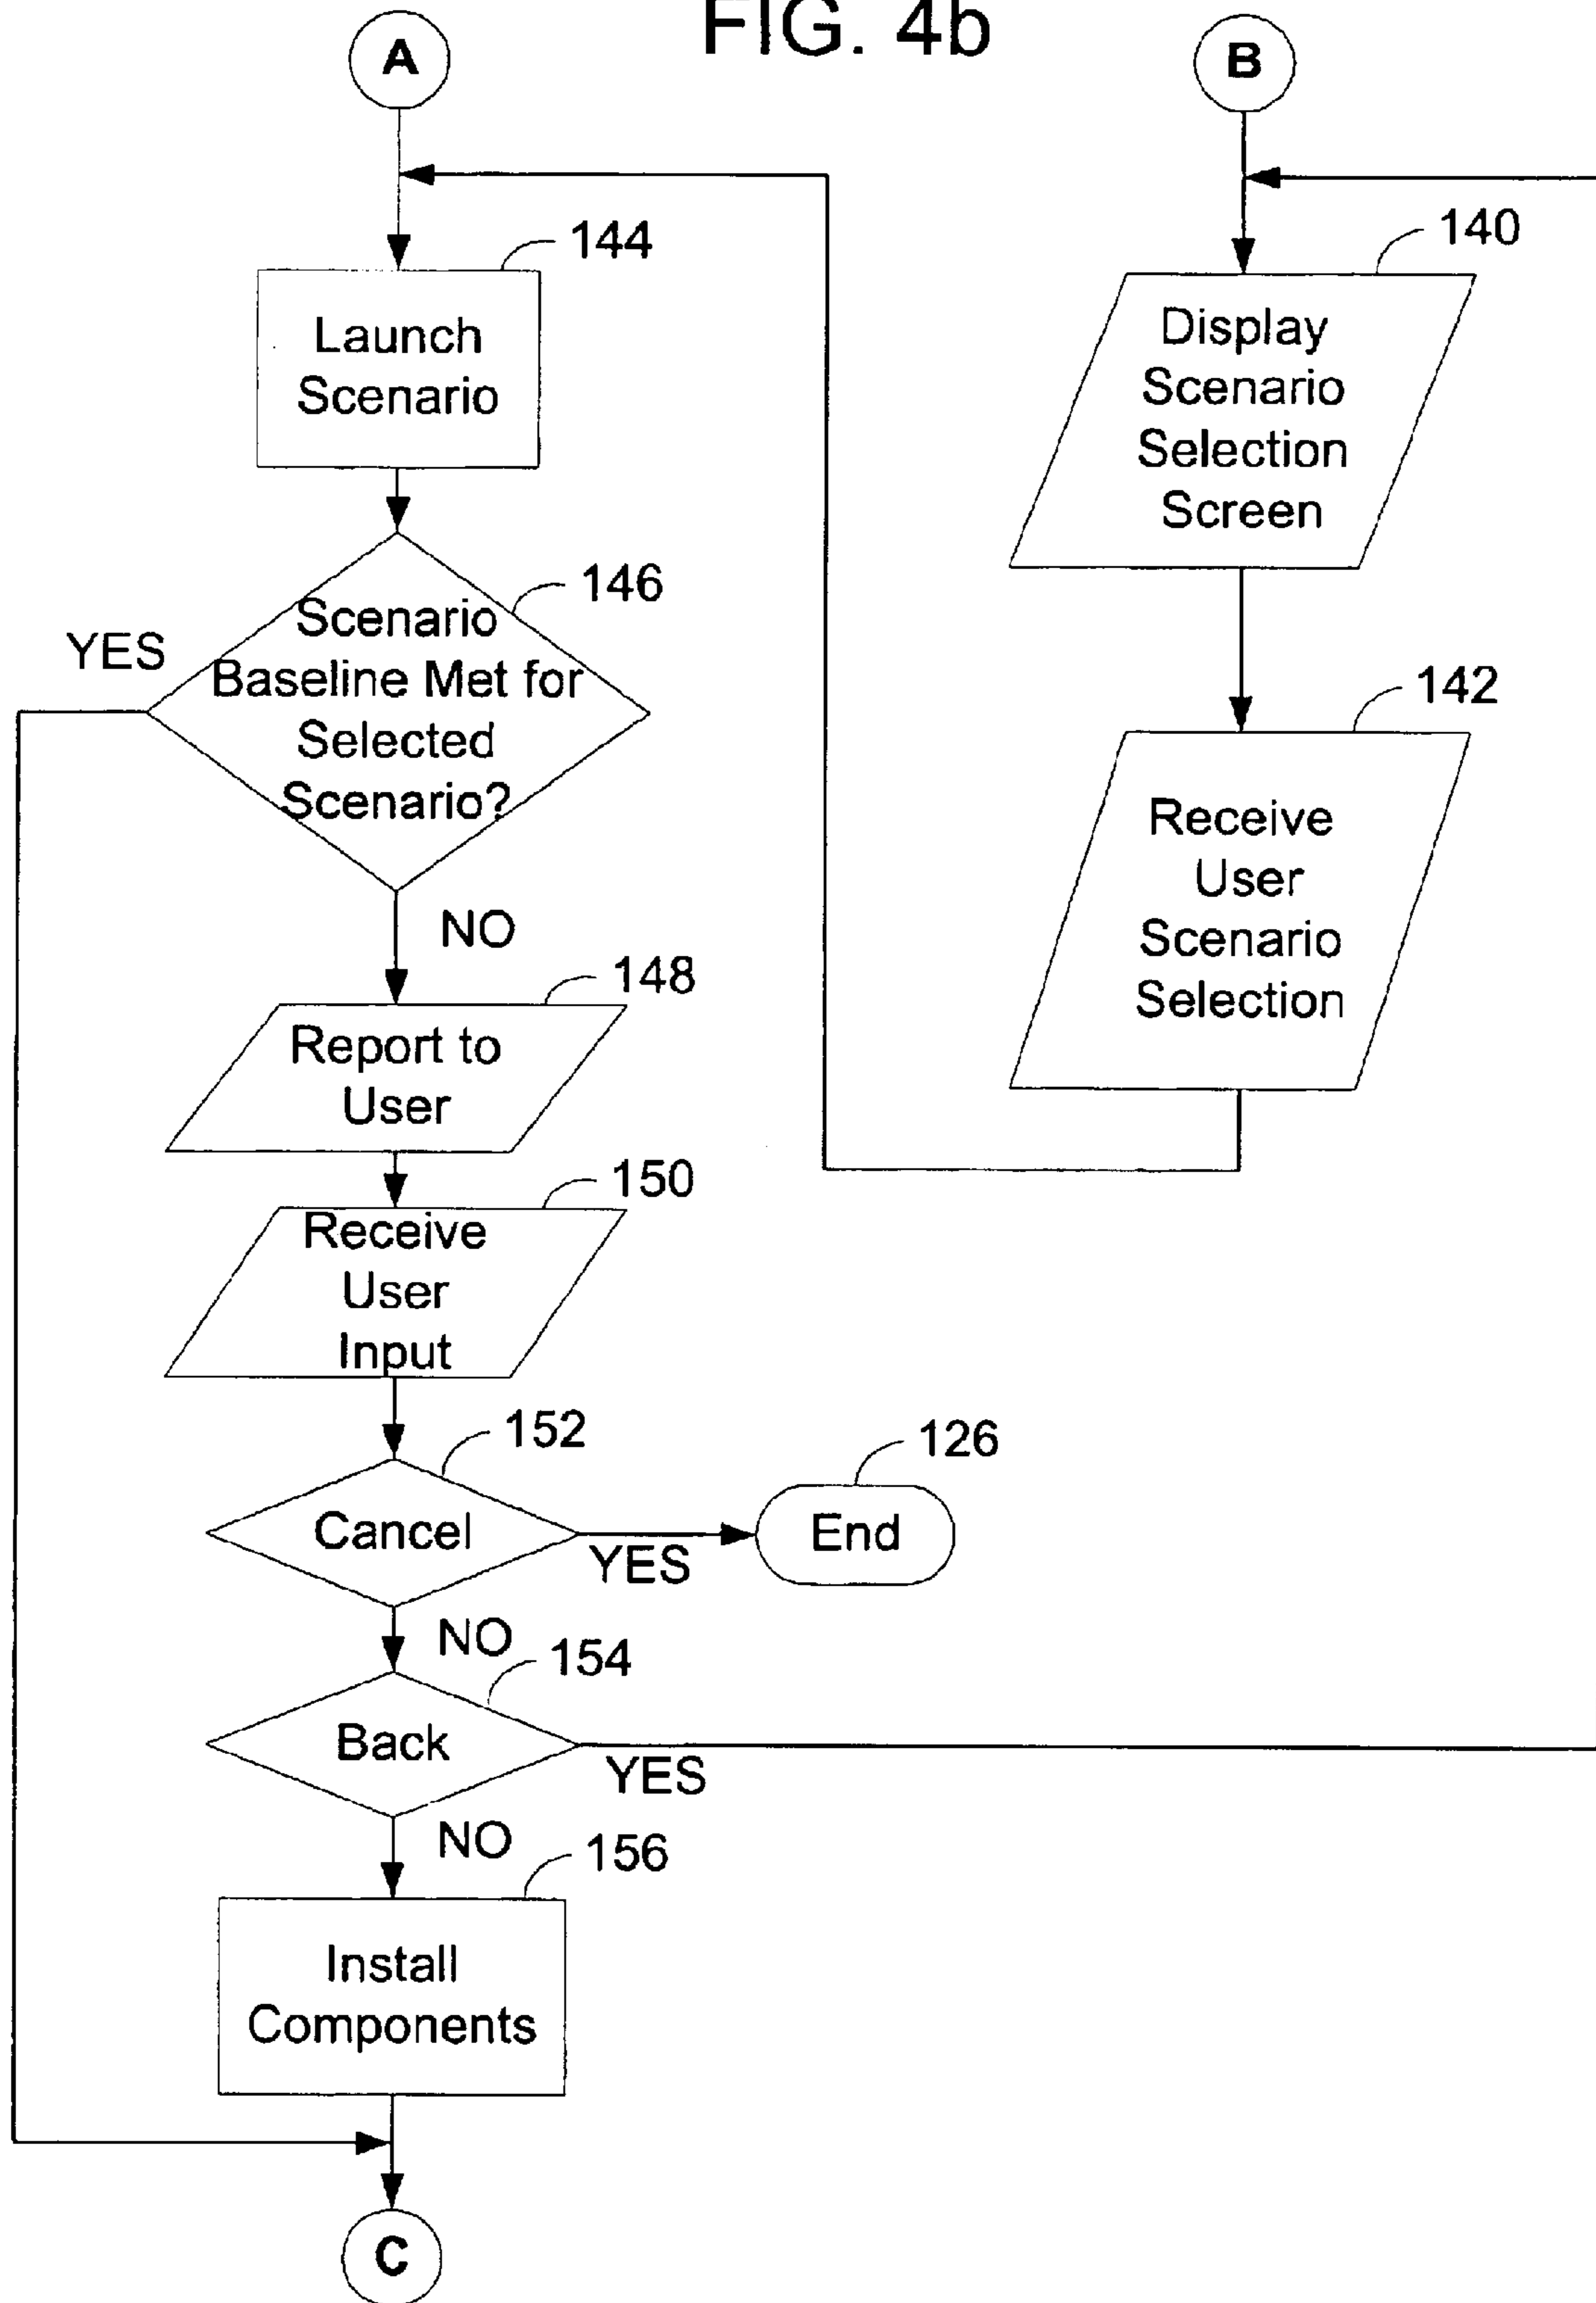 FIG. 4b
A
144
Launch
Scenario
146
Scenario
Baseline Met for
Selected
Scenario?
YES
NO
148
Report to
User
150
Receive
User
Input
152
Cancel
YES
126
End
NO
154
Back
YES
NO
156
Install
Components
C
B
140
Display
Scenario
Selection
Screen
142
Receive
User
Scenario
Selection